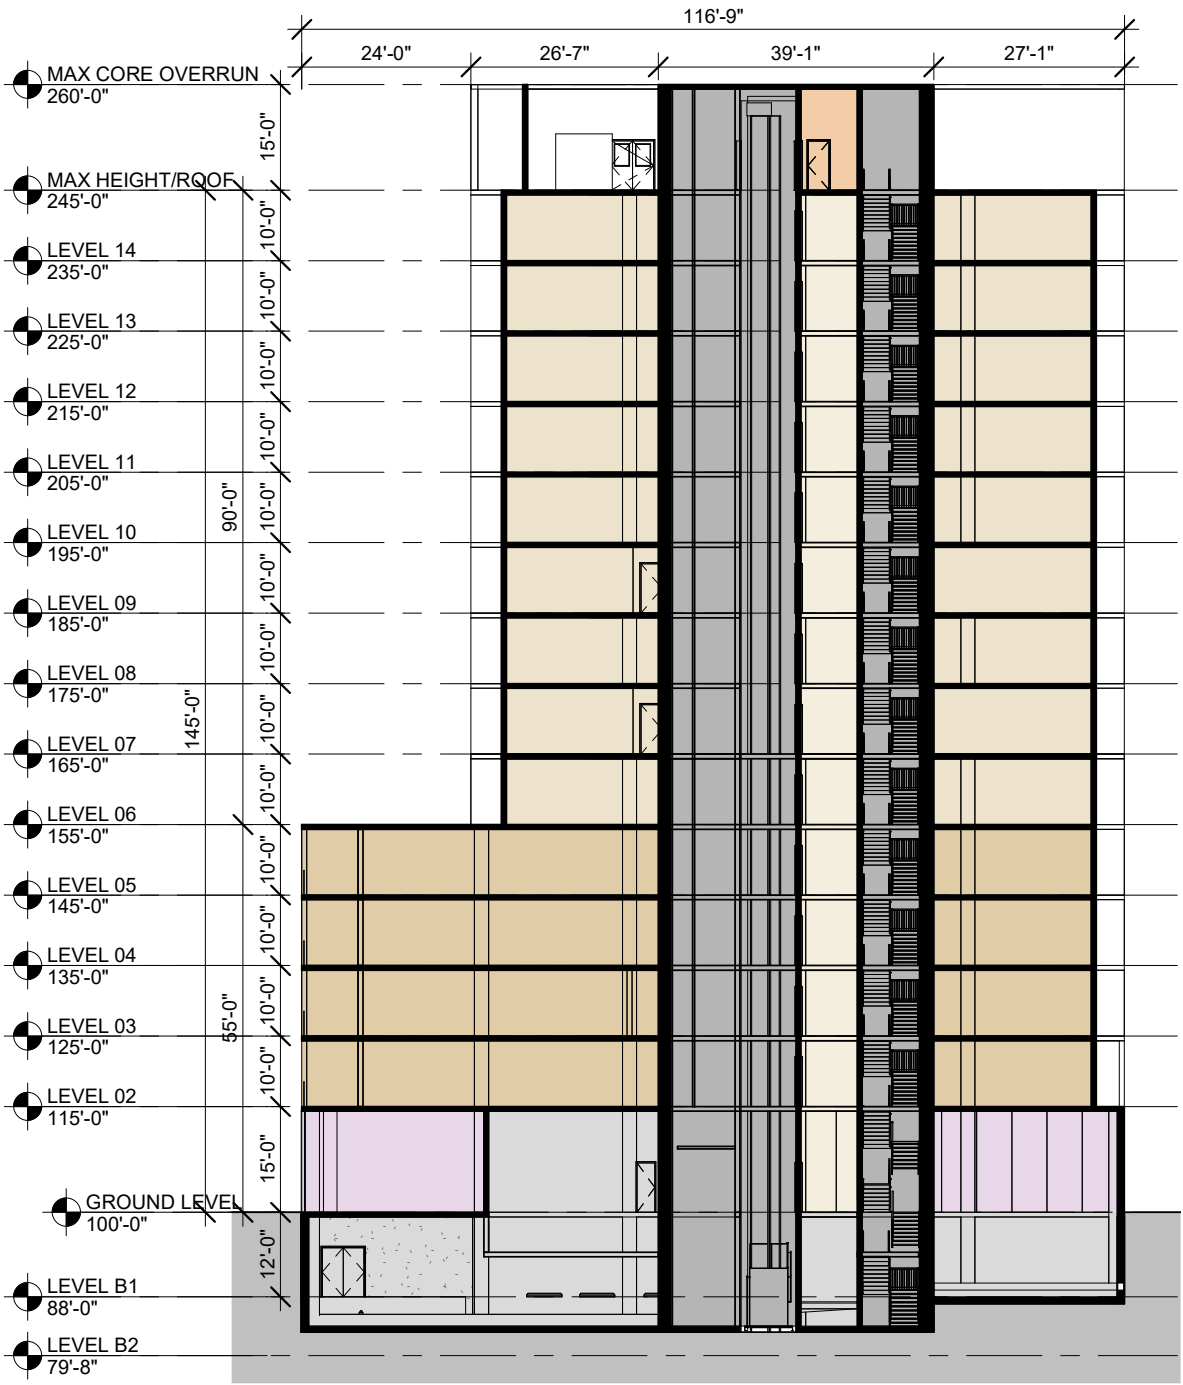 116'-9"
24'-0"
26'-7"
39'-1"
27'-1"
MAX CORE OVERRUN
260'-0"
15'-0"
MAX HEIGHT/ROOF
245'-0"
10'-0"
LEVEL 14
235'-0"
10'-0"
LEVEL 13
225'-0"
10'-0"
LEVEL 12
215'-0"
10'-0"
LEVEL 11
205'-0"
90'-0"
10'-0"
LEVEL 10
195'-0"
10'-0"
LEVEL 09
185'-0"
10'-0"
LEVEL 08
175'-0"
145'-0"
10'-0"
LEVEL 07
165'-0"
10'-0"
LEVEL 06
155'-0"
10'-0"
LEVEL 05
145'-0"
10'-0"
LEVEL 04
135'-0"
55'-0"
10'-0"
LEVEL 03
125'-0"
10'-0"
LEVEL 02
115'-0"
15'-0"
GROUND LEVEL
100'-0"
12'-0"
LEVEL B1
88'-0"
LEVEL B2
79'-8"